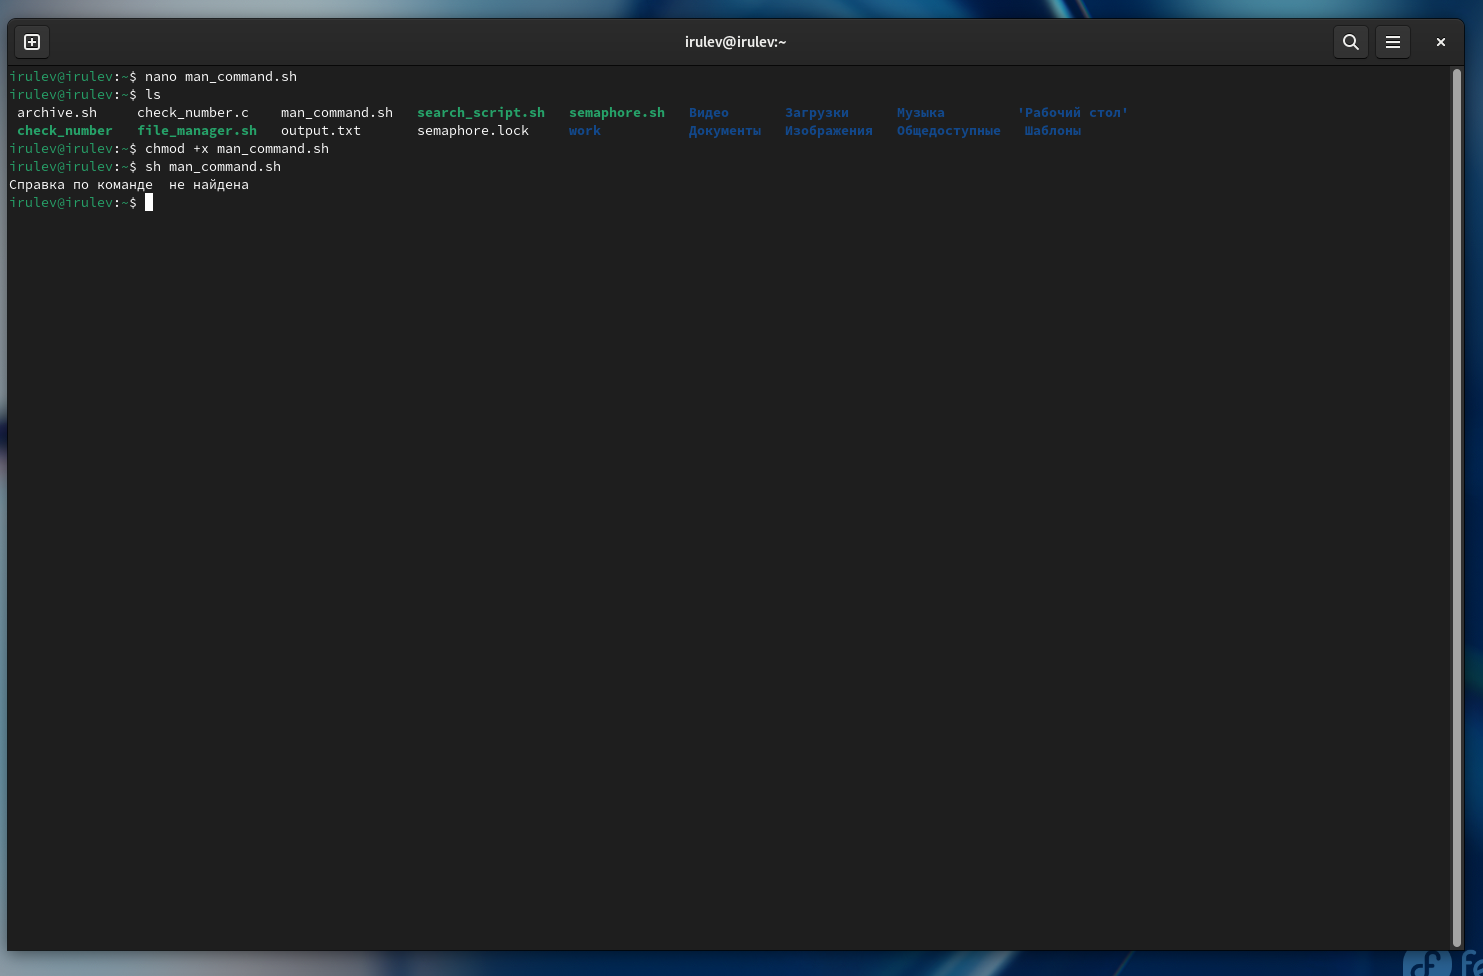 irulev@irulev:~
irulev@irulev:~$ nano man_command.sh
irulev@irulev:~$ ls
archive.sh check_number.c man_command.sh search_script.sh semaphore.sh Видео Загрузки Музыка 'Рабочий стол'
check_number file_manager.sh output.txt semaphore.lock work Документы Изображения Общедоступные Шаблоны
irulev@irulev:~$ chmod +x man_command.sh
irulev@irulev:~$ sh man_command.sh
Справка по команде  не найдена
irulev@irulev:~$